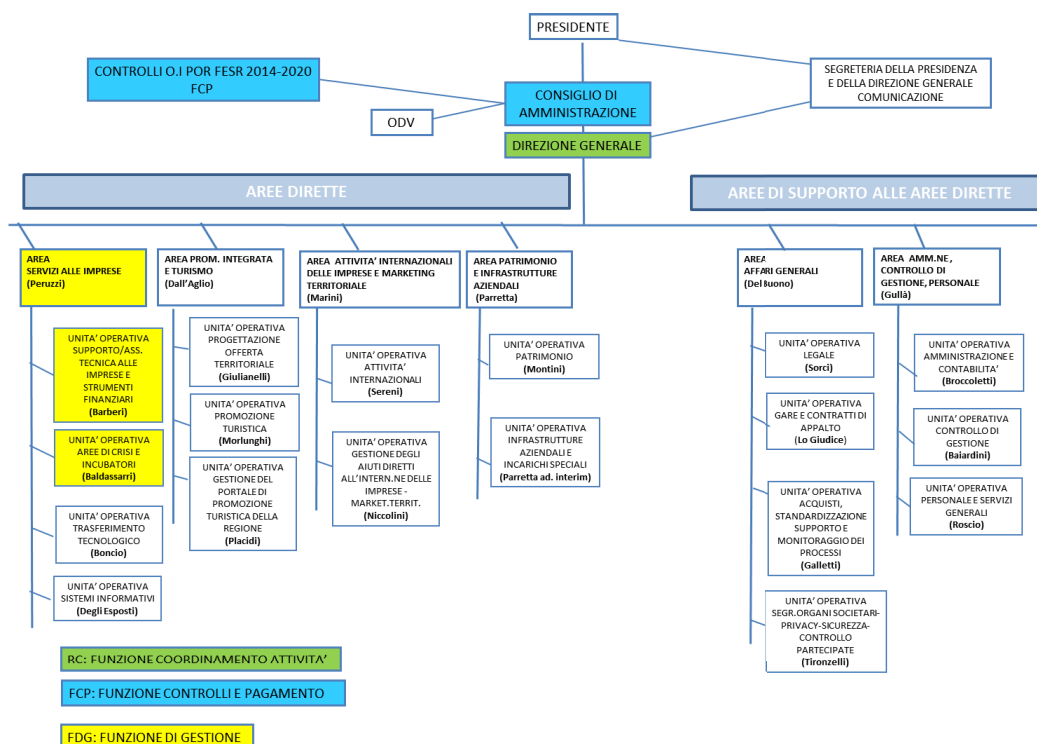 PRESIDENTE
CONTROLLI O.I POR FESR 2014-2020
FCP
SEGRETERIA DELLA PRESIDENZA
E DELLA DIREZIONE GENERALE
COMUNICAZIONE
CONSIGLIO DI
AMMINISTRAZIONE
ODV
DIREZIONE GENERALE
AREE DIRETTE
AREE DI SUPPORTO ALLE AREE DIRETTE
AREA
SERVIZI ALLE IMPRESE
(Peruzzi)
AREA PROM. INTEGRATA
E TURISMO
(Dall'Aglio)
AREA ATTIVITA' INTERNAZIONALI
DELLE IMPRESE E MARKETING
TERRITORIALE
(Marini)
AREA PATRIMONIO
E INFRASTRUTTURE
AZIENDALI
(Parretta)
AREA
AFFARI GENERALI
(Del Buono)
AREA AMM.NE,
CONTROLLO DI
GESTIONE, PERSONALE
(Gullà)
UNITA' OPERATIVA
SUPPORTO/ASS.
TECNICA ALLE
IMPRESE E
STRUMENTI
FINANZIARI
(Barberi)
UNITA' OPERATIVA
AREE DI CRISI E
INCUBATORI
(Baldassarri)
UNITA' OPERATIVA
TRASFERIMENTO
TECNOLOGICO
(Boncio)
UNITA' OPERATIVA
SISTEMI INFORMATIVI
(Degli Esposti)
UNITA' OPERATIVA
PROGETTAZIONE
OFFERTA
TERRITORIALE
(Giulianelli)
UNITA' OPERATIVA
PROMOZIONE
TURISTICA
(Morlunghi)
UNITA' OPERATIVA
GESTIONE DEL
PORTALE DI
PROMOZIONE
TURISTICA DELLA
REGIONE
(Placidi)
UNITA' OPERATIVA
ATTIVITA'
INTERNAZIONALI
(Sereni)
UNITA' OPERATIVA
GESTIONE DEGLI
AIUTI DIRETTI
ALL'INTERN.NE DELLE
IMPRESE -
MARKET.TERRIT.
(Niccolini)
UNITA' OPERATIVA
PATRIMONIO
(Montini)
UNITA' OPERATIVA
INFRASTRUTTURE
AZIENDALI E
INCARICHI SPECIALI
(Parretta ad. interim)
UNITA' OPERATIVA
LEGALE
(Sorci)
UNITA' OPERATIVA
GARE E CONTRATTI DI
APPALTO
(Lo Giudice)
UNITA' OPERATIVA
ACQUISTI,
STANDARDIZZAZIONE
SUPPORTO E
MONITORAGGIO DEI
PROCESSI
(Galletti)
UNITA' OPERATIVA
SEGR.ORGANI SOCIETARI-
PRIVACY-SICUREZZA-
CONTROLLO
PARTECIPATE
(Tironzelli)
UNITA' OPERATIVA
AMMINISTRAZIONE E
CONTABILITA'
(Broccoletti)
UNITA' OPERATIVA
CONTROLLO DI
GESTIONE
(Baiardini)
UNITA' OPERATIVA
PERSONALE E SERVIZI
GENERALI
(Roscio)
RC: FUNZIONE COORDINAMENTO ATTIVITA'
FCP: FUNZIONE CONTROLLI E PAGAMENTO
FDG: FUNZIONE DI GESTIONE